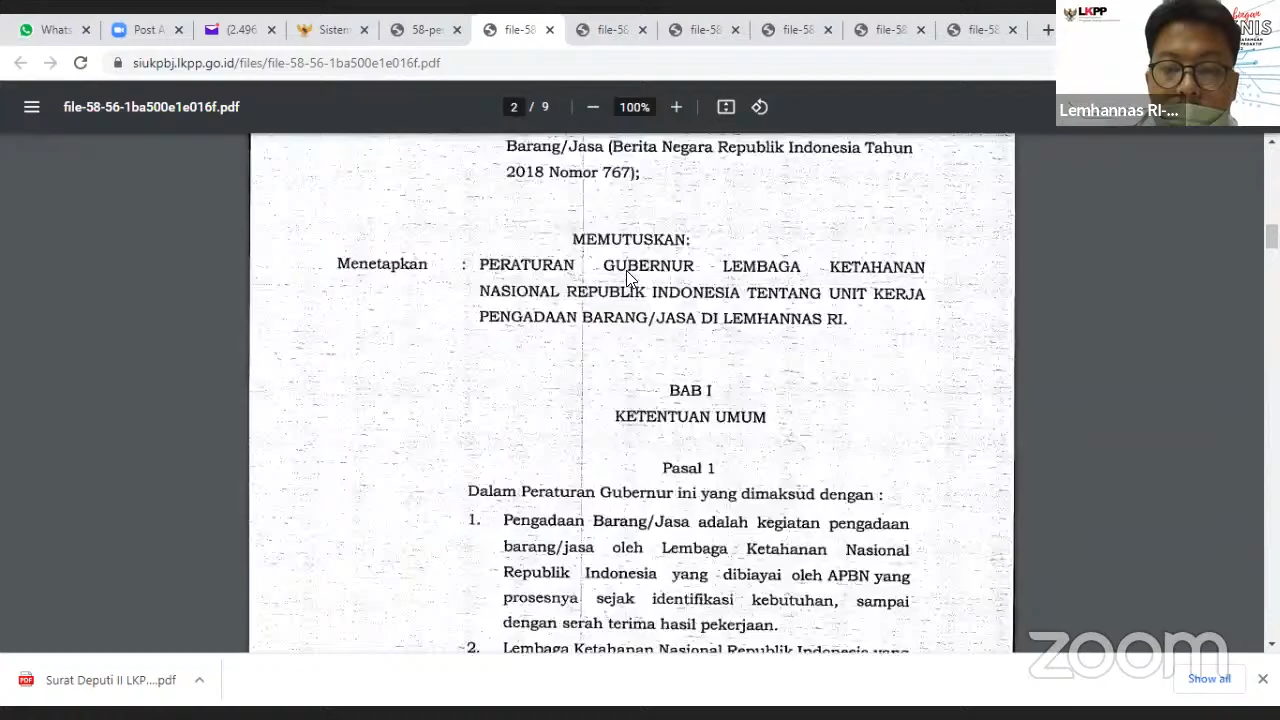 Whats
Post A
(2.496
Sistem
8-per
file-58
file-58
file-58
file-58
file-58
file-58
LKPP
siukpbj.lkpp.go.id/files/file-58-56-1ba500e1e016f.pdf
Lemhannas RI-...
file-58-56-1ba500e1e016f.pdf
2 / 9
100%
Barang/Jasa (Berita Negara Republik Indonesia Tahun
2018 Nomor 767);
MEMUTUSKAN:
Menetapkan : PERATURAN GUBERNUR LEMBAGA KETAHANAN
NASIONAL REPUBLIK INDONESIA TENTANG UNIT KERJA
PENGADAAN BARANG/JASA DI LEMHANNAS RI.
BAB I
KETENTUAN UMUM
Pasal 1
Dalam Peraturan Gubernur ini yang dimaksud dengan :
1. Pengadaan Barang/Jasa adalah kegiatan pengadaan
barang/jasa oleh Lembaga Ketahanan Nasional
Republik Indonesia yang dibiayai oleh APBN yang
prosesnya sejak identifikasi kebutuhan, sampai
dengan serah terima hasil pekerjaan.
2. Lembaga Ketahanan Nasional Republik Indonesia yang
zoom
Surat Deputi II LKP....pdf
Show all